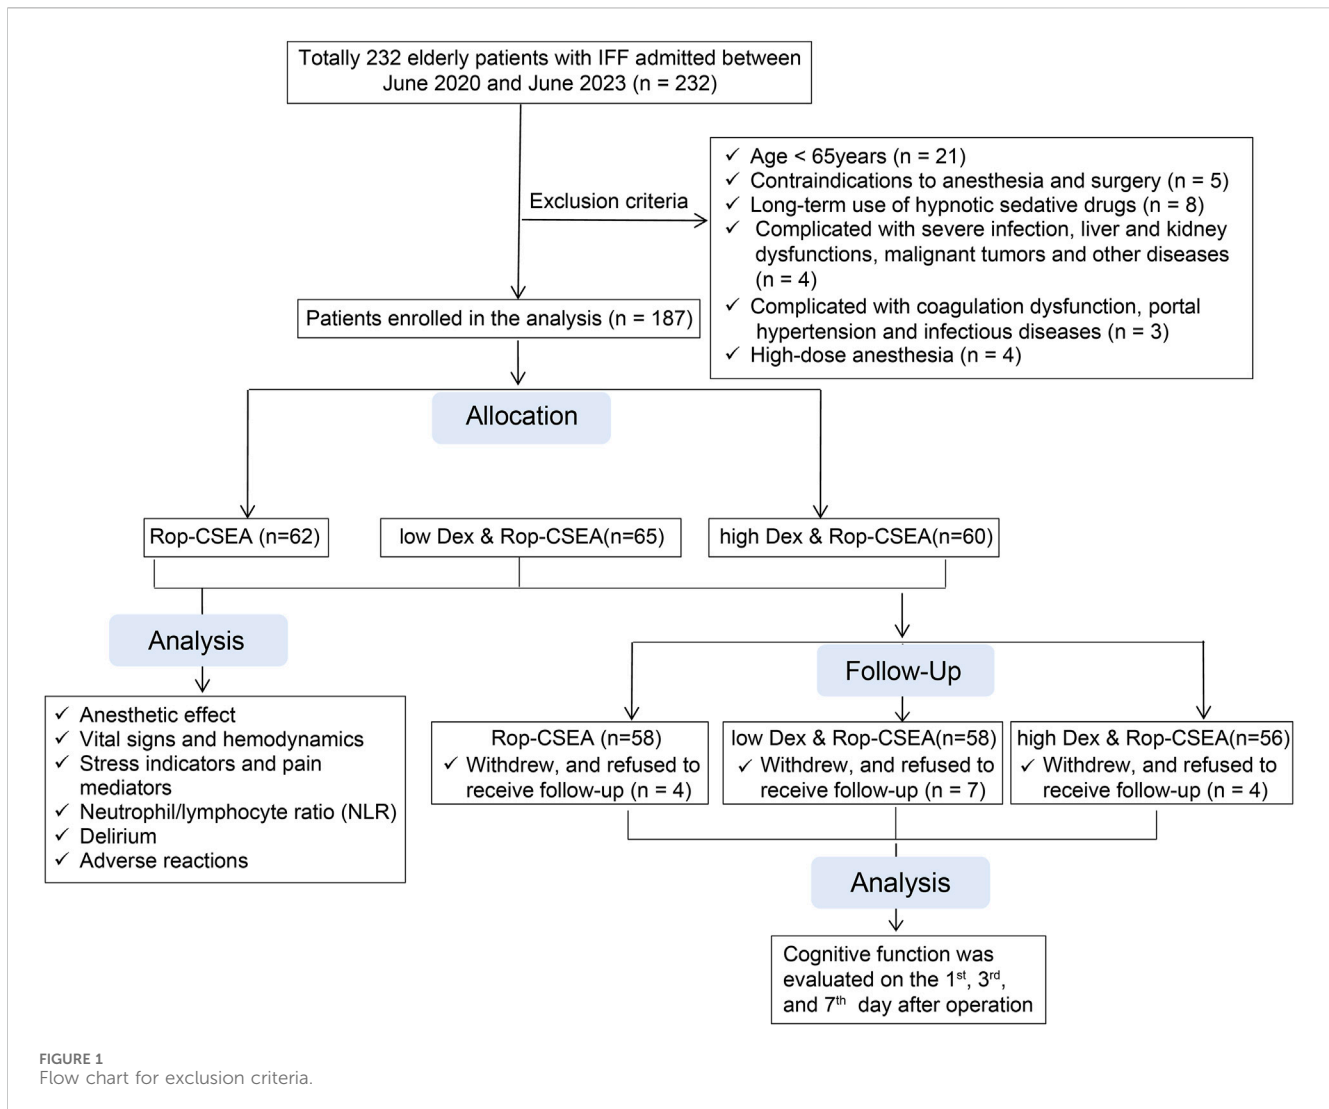 Totally 232 elderly patients with IFF admitted between
June 2020 and June 2023 (n = 232)
Exclusion criteria
✓ Age < 65years (n = 21)
✓ Contraindications to anesthesia and surgery (n = 5)
✓ Long-term use of hypnotic sedative drugs (n = 8)
✓ Complicated with severe infection, liver and kidney
dysfunctions, malignant tumors and other diseases
(n = 4)
✓ Complicated with coagulation dysfunction, portal
hypertension and infectious diseases (n = 3)
✓ High-dose anesthesia (n = 4)
Patients enrolled in the analysis (n = 187)
Allocation
Rop-CSEA (n=62)
low Dex & Rop-CSEA(n=65)
high Dex & Rop-CSEA(n=60)
Analysis
✓ Anesthetic effect
✓ Vital signs and hemodynamics
✓ Stress indicators and pain
mediators
✓ Neutrophil/lymphocyte ratio (NLR)
✓ Delirium
✓ Adverse reactions
Follow-Up
Rop-CSEA (n=58)
✓ Withdrew, and refused to
receive follow-up (n = 4)
low Dex & Rop-CSEA(n=58)
✓ Withdrew, and refused to
receive follow-up (n = 7)
high Dex & Rop-CSEA(n=56)
✓ Withdrew, and refused to
receive follow-up (n = 4)
Analysis
Cognitive function was
evaluated on the 1st, 3rd,
and 7th day after operation
FIGURE 1
Flow chart for exclusion criteria.